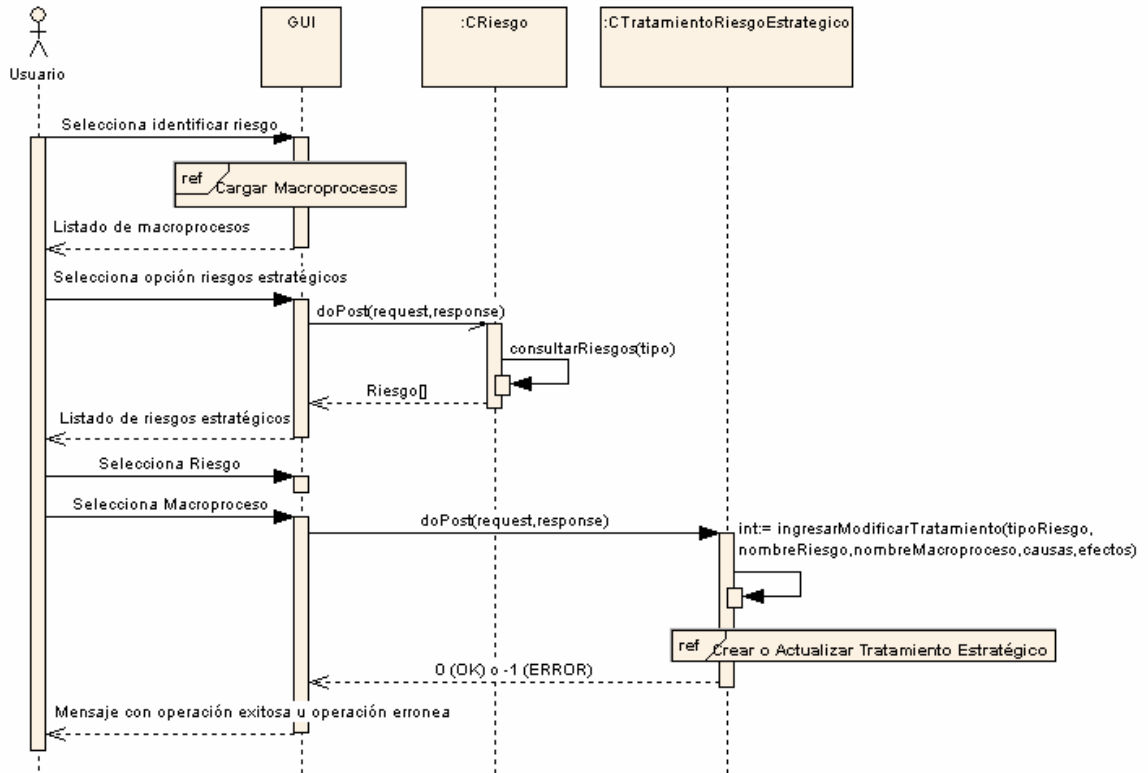 GUI
:CRiesgo
:CTratamientoRiesgoEstrategico
Usuario
Selecciona identificar riesgo
ref
Cargar Macroprocesos
Listado de macroprocesos
Selecciona opción riesgos estratégicos
doPost(request,response)
consultarRiesgos(tipo)
Riesgo[]
Listado de riesgos estratégicos
Selecciona Riesgo
Selecciona Macroproceso
doPost(request,response)
int:= ingresarModificarTratamiento(tipoRiesgo,
nombreRiesgo,nombreMacroproceso,causas,efectos)
ref
Crear o Actualizar Tratamiento Estratégico
0 (OK) o -1 (ERROR)
Mensaje con operación exitosa u operación erronea